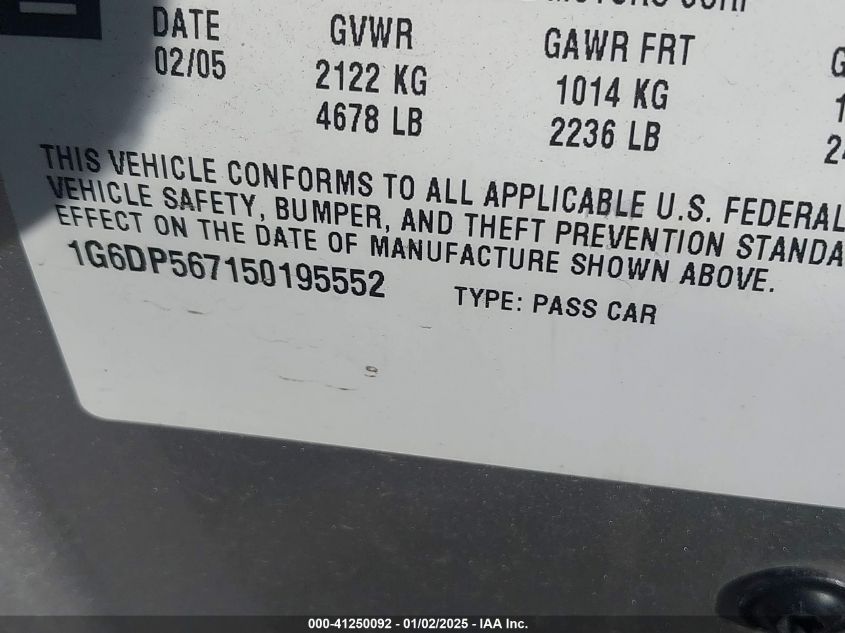 DATE GVWR GAWR FRT
02/05 2122 KG 1014 KG
4678 LB 2236 LB
THIS VEHICLE CONFORMS TO ALL APPLICABLE U.S. FEDERAL
VEHICLE SAFETY, BUMPER, AND THEFT PREVENTION STANDA
EFFECT ON THE DATE OF MANUFACTURE SHOWN ABOVE.
1G6DP567150195552 TYPE: PASS CAR
000-41250092 - 01/02/2025 - IAA Inc.